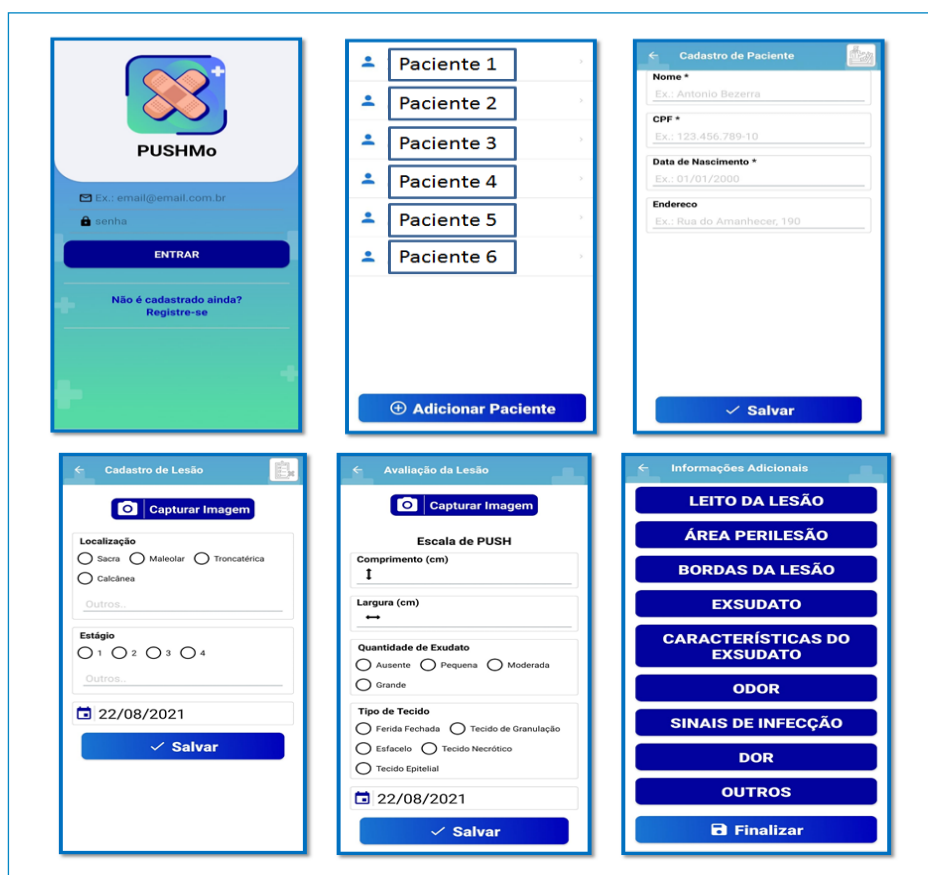 PUSHMo
Ex.: email@email.com.br
senha
ENTRAR
Não é cadastrado ainda?
Registre-se
Paciente 1
Paciente 2
Paciente 3
Paciente 4
Paciente 5
Paciente 6
Adicionar Paciente
Cadastro de Paciente
Nome *
Ex.: Antonio Bezerra
CPF *
Ex.: 123.456.789-10
Data de Nascimento *
Ex.: 01/01/2000
Endereco
Ex.: Rua do Amanhecer, 190
Salvar
Cadastro de Lesão
Capturar Imagem
Localização
Sacra Maleolar Troncatérica
Calcânea
Outros...
Estágio
1 2 3 4
Outros...
22/08/2021
Salvar
Avaliação da Lesão
Capturar Imagem
Escala de PUSH
Comprimento (cm)
Largura (cm)
Quantidade de Exudato
Ausente Pequena Moderada
Grande
Tipo de Tecido
Ferida Fechada Tecido de Granulação
Esfacelo Tecido Necrótico
Tecido Epitelial
22/08/2021
Salvar
Informações Adicionais
LEITO DA LESÃO
ÁREA PERILESÃO
BORDAS DA LESÃO
EXSUDATO
CARACTERÍSTICAS DO
EXSUDATO
ODOR
SINAIS DE INFECÇÃO
DOR
OUTROS
Finalizar